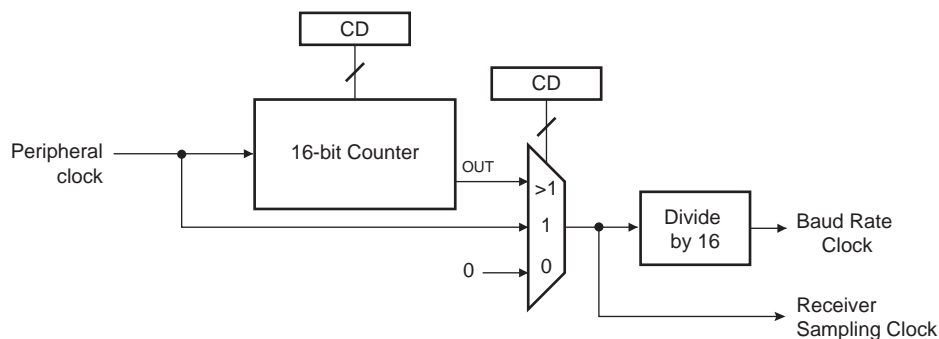 CD
CD
Peripheral
clock
16-bit Counter
OUT
>1
1
0
0
Divide
by 16
Baud Rate
Clock
Receiver
Sampling Clock